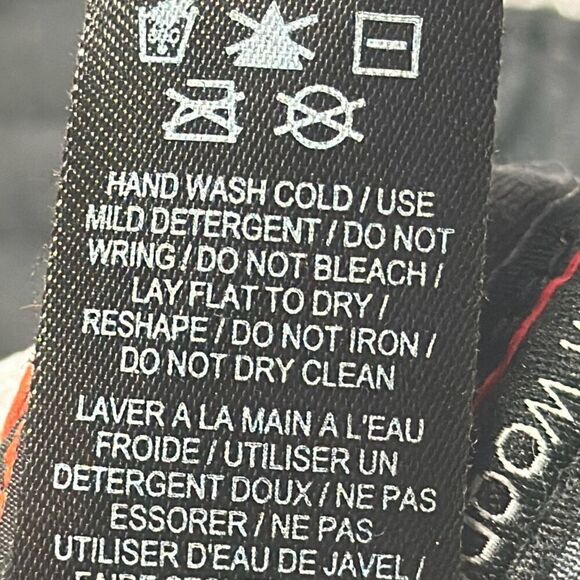 30C
HAND WASH COLD / USE
MILD DETERGENT / DO NOT
WRING / DO NOT BLEACH /
LAY FLAT TO DRY /
RESHAPE / DO NOT IRON /
DO NOT DRY CLEAN
LAVER A LA MAIN A L'EAU
FROIDE / UTILISER UN
DETERGENT DOUX / NE PAS
ESSORER / NE PAS
UTILISER D'EAU DE JAVEL /